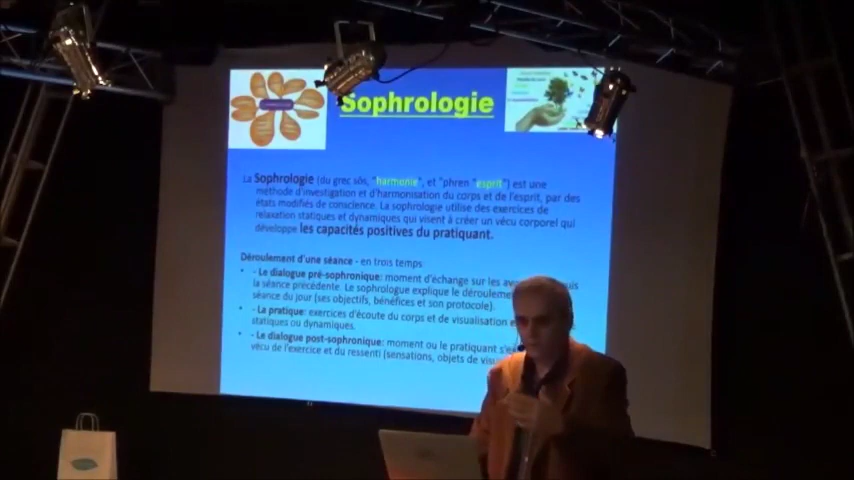 Sophrologie
La Sophrologie (du grec sôs, "harmonie", et "phren "esprit") est une
méthode d'investigation et d'harmonisation du corps et de l'esprit, par des
états modifiés de conscience. La sophrologie utilise des exercices de
relaxation statiques et dynamiques qui visent à créer un vécu corporel qui
développe les capacités positives du pratiquant.
Déroulement d'une séance - en trois temps
• - Le dialogue pré-sophronique: moment d'échange sur les
la séance précédente. Le sophrologue explique le
séance du jour (ses objectifs, bénéfices et son protocole).
• - La pratique: exercices d'écoute du corps et de visualisation
statiques ou dynamiques.
• - Le dialogue post-sophronique: moment ou le pratiquant
vécu de l'exercice et du ressenti (sensations, objets de